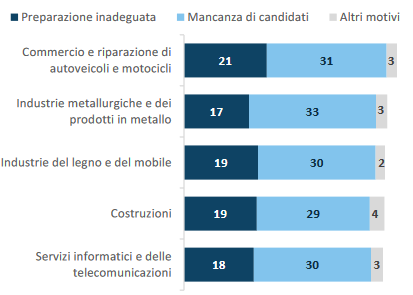 Preparazione inadeguata Mancanza di candidati Altri motivi
Commercio e riparazione di
autoveicoli e motocicli
21 31 3
Industrie metallurgiche e dei
prodotti in metallo
17 33 3
Industrie del legno e del mobile
19 30 2
Costruzioni
19 29 4
Servizi informatici e delle
telecomunicazioni
18 30 3